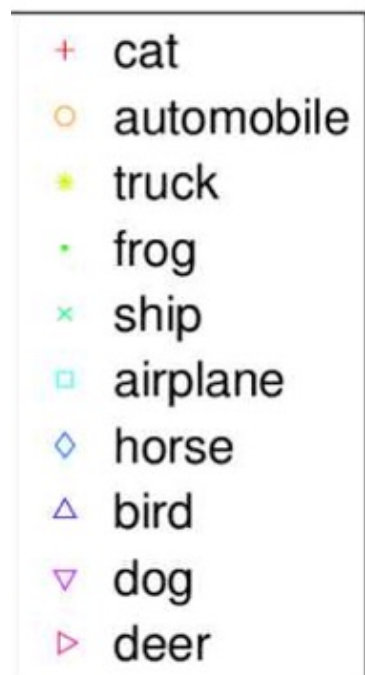 cat
automobile
truck
frog
ship
airplane
horse
bird
dog
deer